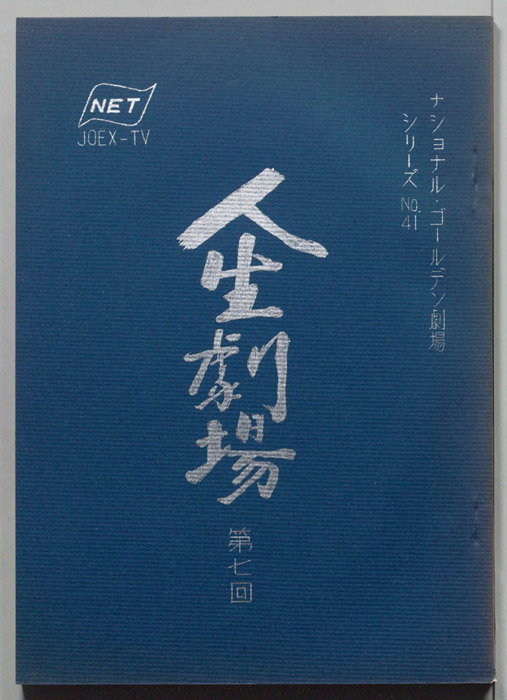 ナショナル・ゴールデン劇場
シリーズ No.41
NET
JOEX-TV
人生劇場
第七回